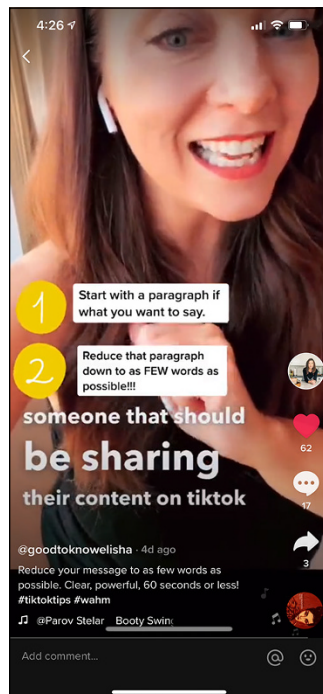 4:26
1
Start with a paragraph if
what you want to say.
2
Reduce that paragraph
down to as FEW words as
possible!!!
someone that should
be sharing
their content on tiktok
62
17
3
@goodtoknowelisha · 4d ago
Reduce your message to as few words as
possible. Clear, powerful, 60 seconds or less!
#tiktoktips #wahm
@Parov Stelar Booty Swing
Add comment...